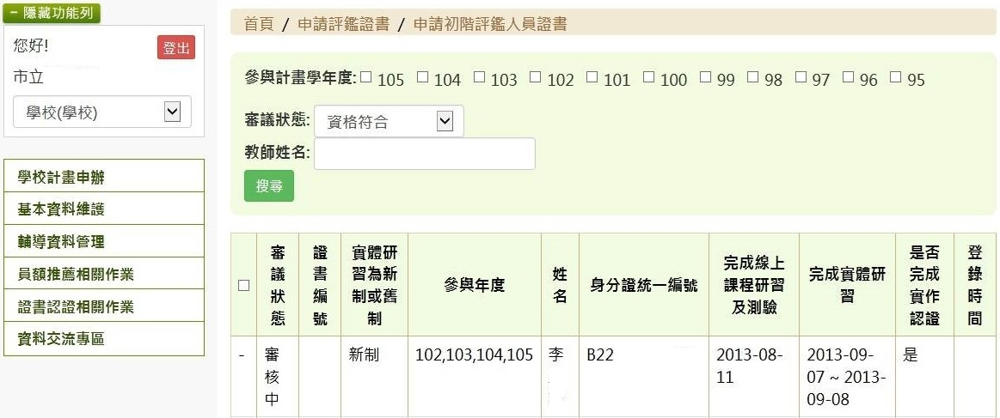 － 隱藏功能列
您好!
登出
市立
學校(學校)
學校計畫申辦
基本資料維護
輔導資料管理
員額推薦相關作業
證書認證相關作業
資料交流專區
首頁 / 申請評鑑證書 / 申請初階評鑑人員證書
參與計畫學年度: 105 104 103 102 101 100 99 98 97 96 95
審議狀態: 資格符合
教師姓名:
搜尋
審
議
狀
態
證
書
編
號
實體研
習為新
制或舊
制
參與年度
姓
名
身分證統一編號
完成線上
課程研習
及測驗
完成實體研
習
是否
完成
實作
認證
登
錄
時
間
-
審
核
中
新制
102,103,104,105
李
B22
2013-08-
11
2013-09-
07 ~ 2013-
09-08
是